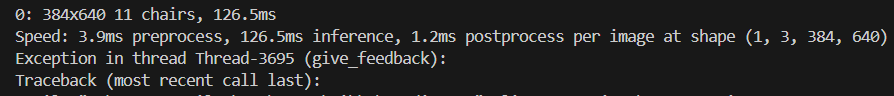 0: 384x640 11 chairs, 126.5ms
Speed: 3.9ms preprocess, 126.5ms inference, 1.2ms postprocess per image at shape (1, 3, 384, 640)
Exception in thread Thread-3695 (give_feedback):
Traceback (most recent call last):